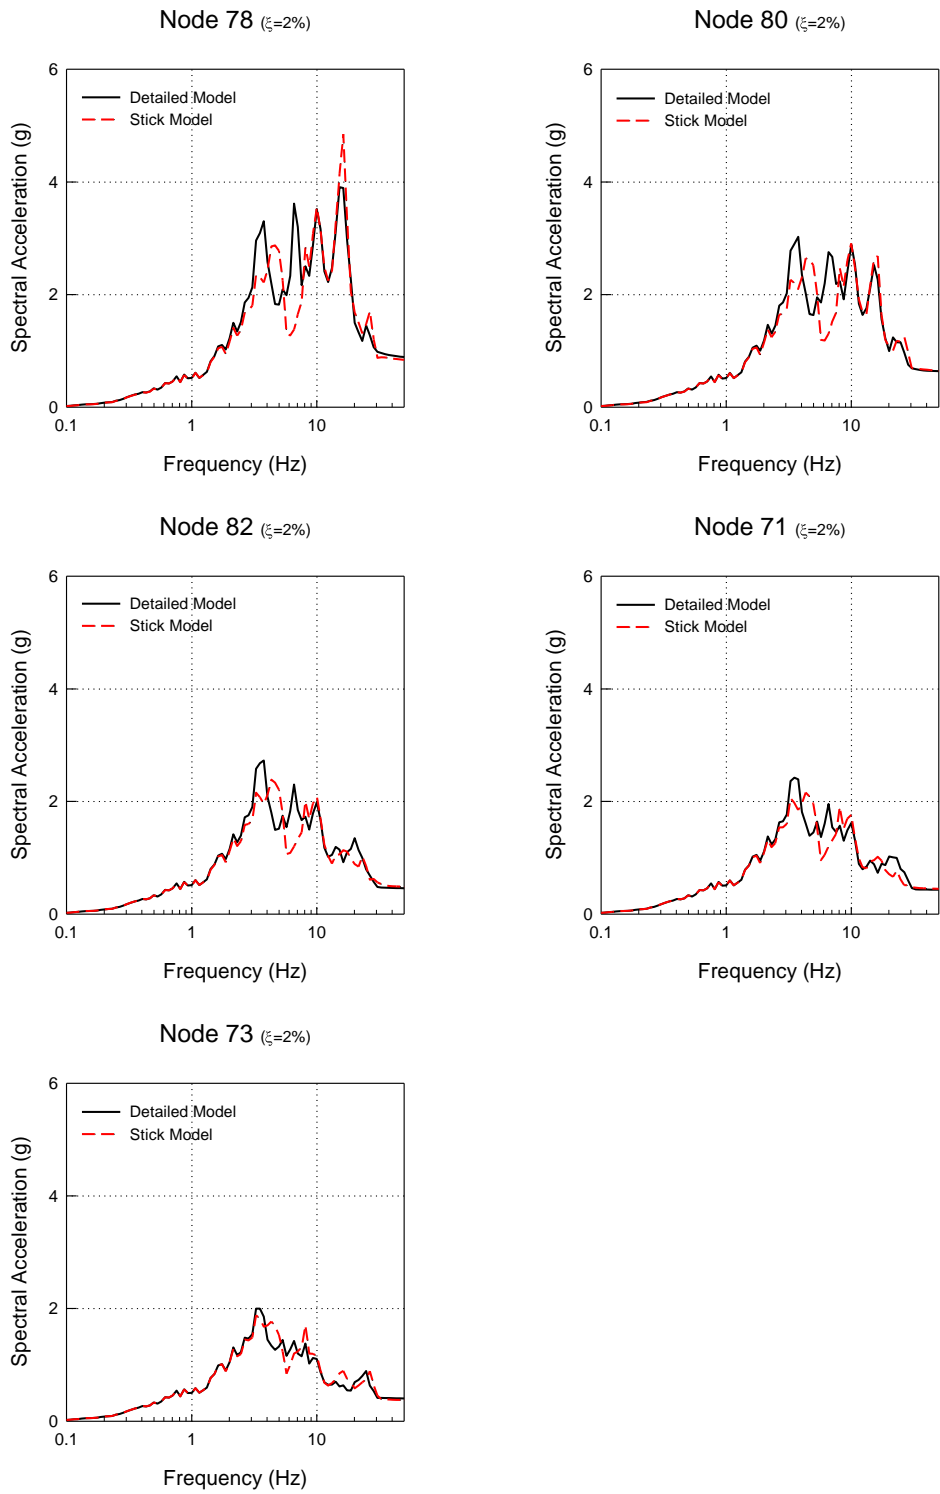 Node 78 (ξ=2%)
Node 80 (ξ=2%)
6
Detailed Model
Stick Model
4
2
0
0.1 1 10
Spectral Acceleration (g)
Frequency (Hz)
6
Detailed Model
Stick Model
4
2
0
0.1 1 10
Spectral Acceleration (g)
Frequency (Hz)
Node 82 (ξ=2%)
Node 71 (ξ=2%)
6
Detailed Model
Stick Model
4
2
0
0.1 1 10
Spectral Acceleration (g)
Frequency (Hz)
6
Detailed Model
Stick Model
4
2
0
0.1 1 10
Spectral Acceleration (g)
Frequency (Hz)
Node 73 (ξ=2%)
6
Detailed Model
Stick Model
4
2
0
0.1 1 10
Spectral Acceleration (g)
Frequency (Hz)